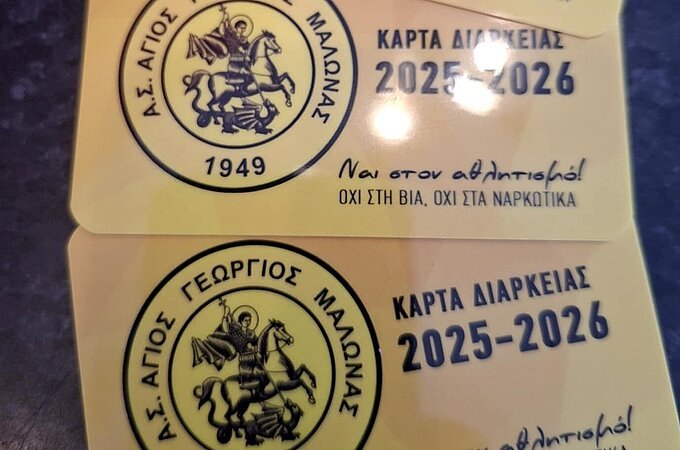 Α.Σ. ΑΓΙΟΣ ΜΑΛΩΝΑΣ
1949
ΚΑΡΤΑ ΔΙΑΡΚΕΙΑΣ
2025-2026
Ναι στον αθλητισμό!
ΟΧΙ ΣΤΗ ΒΙΑ, ΟΧΙ ΣΤΑ ΝΑΡΚΩΤΙΚΑ
Α.Σ. ΑΓΙΟΣ ΓΕΩΡΓΙΟΣ ΜΑΛΩΝΑΣ
ΚΑΡΤΑ ΔΙΑΡΚΕΙΑΣ
2025-2026
αθλητισμό!